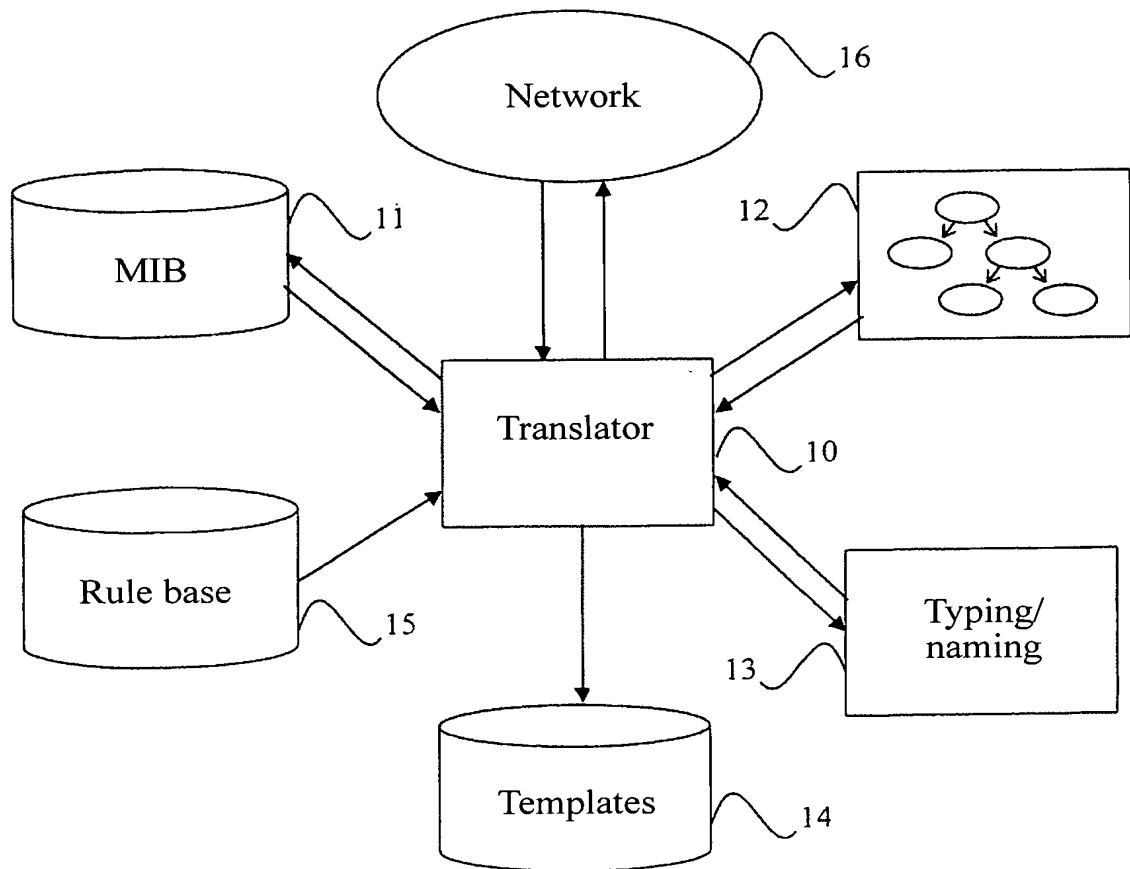 16
Network
12
11
MIB
Translator
10
Rule base
15
Typing/
naming
13
Templates
14